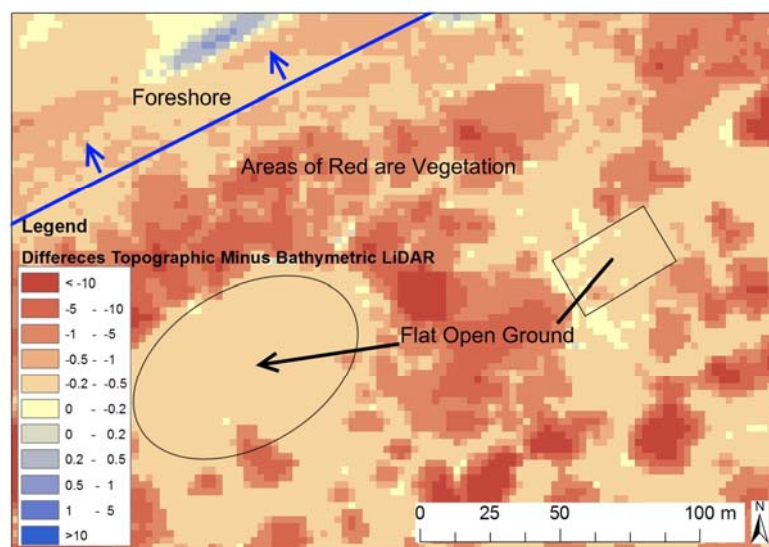 Foreshore
Areas of Red are Vegetation
Legend
Differeces Topographic Minus Bathymetric LiDAR
< -10
-5 - -10
-1 - -5
-0.5 - -1
-0.2 - -0.5
0 - -0.2
0 - 0.2
0.2 - 0.5
0.5 - 1
1 - 5
>10
Flat Open Ground
0 25 50 100 m
N